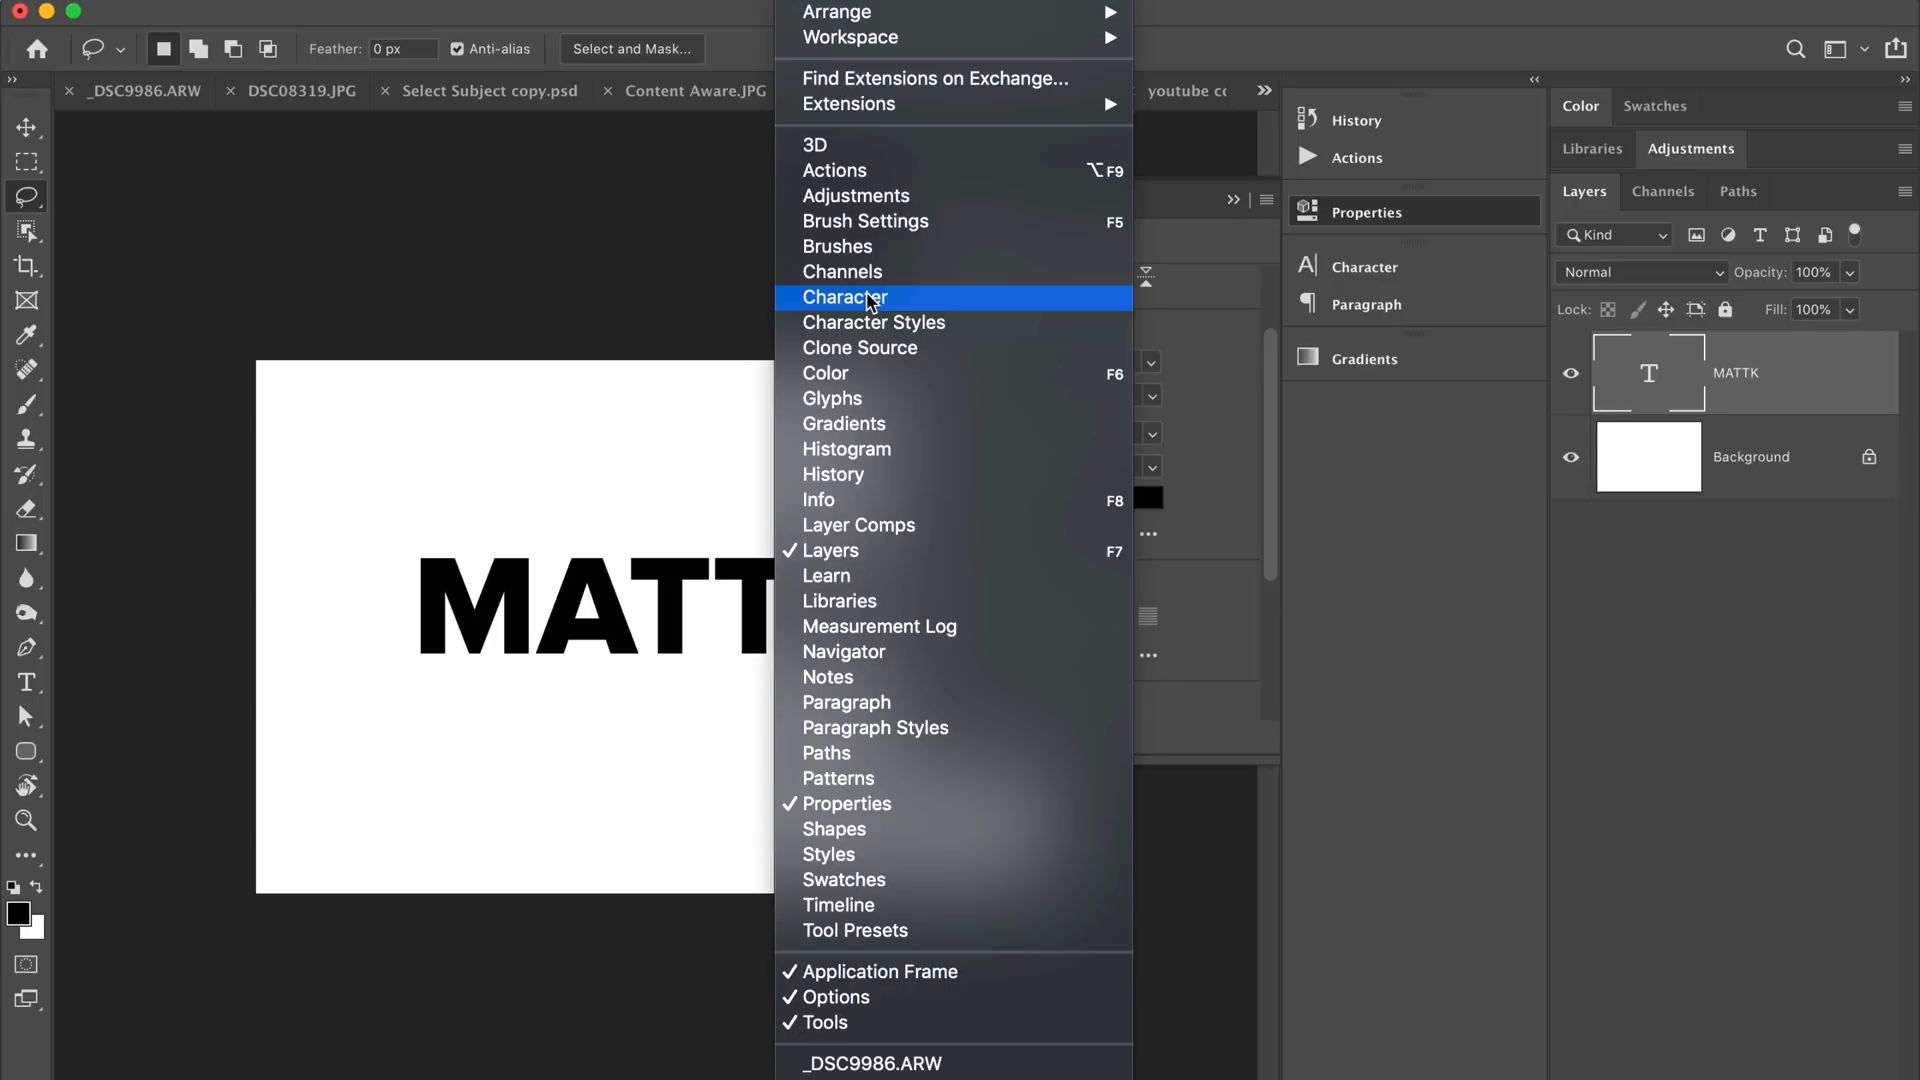 Arrange
Workspace
Feather: 0 px
Anti-alias
Select and Mask...
Find Extensions on Exchange...
Extensions
_DSC9986.ARW
DSC08319.JPG
Select Subject copy.psd
Content Aware.JPG
youtube cc
3D
Actions ⌥F9
Adjustments
Brush Settings F5
Brushes
Channels
Character
Character Styles
Clone Source
Color F6
Glyphs
Gradients
Histogram
History
Info F8
Layer Comps
✓ Layers F7
Learn
Libraries
Measurement Log
Navigator
Notes
Paragraph
Paragraph Styles
Paths
Patterns
✓ Properties
Shapes
Styles
Swatches
Timeline
Tool Presets
✓ Application Frame
✓ Options
✓ Tools
_DSC9986.ARW
MATT
History
Actions
Properties
Character
Paragraph
Gradients
Color Swatches
Libraries Adjustments
Layers Channels Paths
Kind
Normal Opacity: 100%
Lock: Fill: 100%
T MATTK
Background